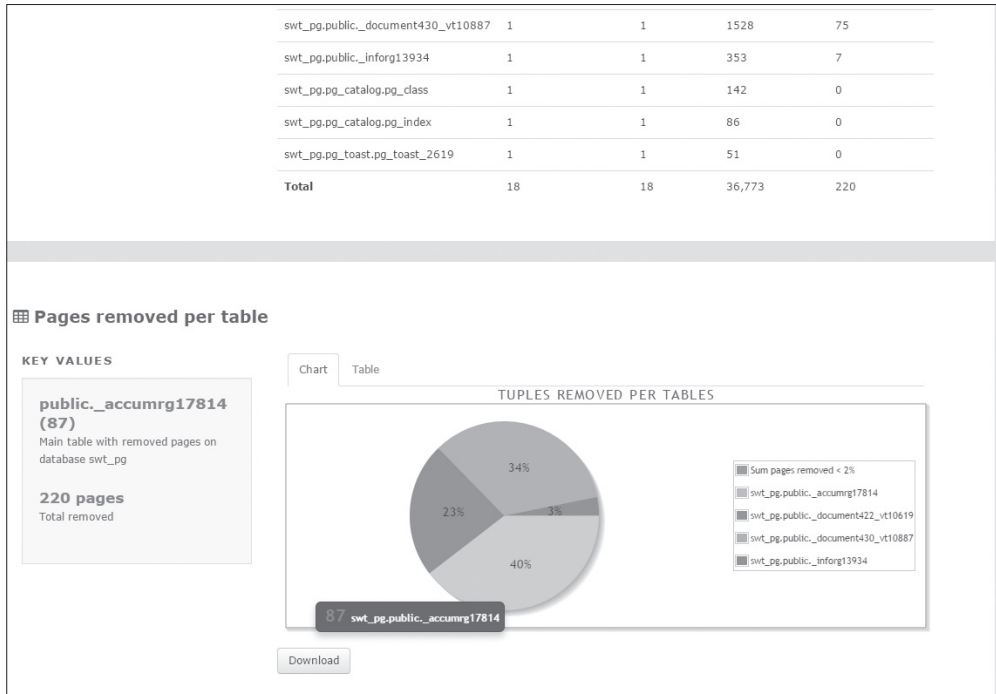 swt_pg.public._document430_vt10887 1 1 1528 75
swt_pg.public._inforg13934 1 1 353 7
swt_pg.pg_catalog.pg_class 1 1 142 0
swt_pg.pg_catalog.pg_index 1 1 86 0
swt_pg.pg_toast.pg_toast_2619 1 1 51 0
Total 18 18 36,773 220
Pages removed per table
KEY VALUES
public._accumrg17814
(87)
Main table with removed pages on
database swt_pg
220 pages
Total removed
Chart Table
TUPLES REMOVED PER TABLES
34%
23%
3%
40%
87 swt_pg.public._accumrg17814
Sum pages removed < 2%
swt_pg.public._accumrg17814
swt_pg.public._document422_vt10619
swt_pg.public._document430_vt10887
swt_pg.public._inforg13934
Download